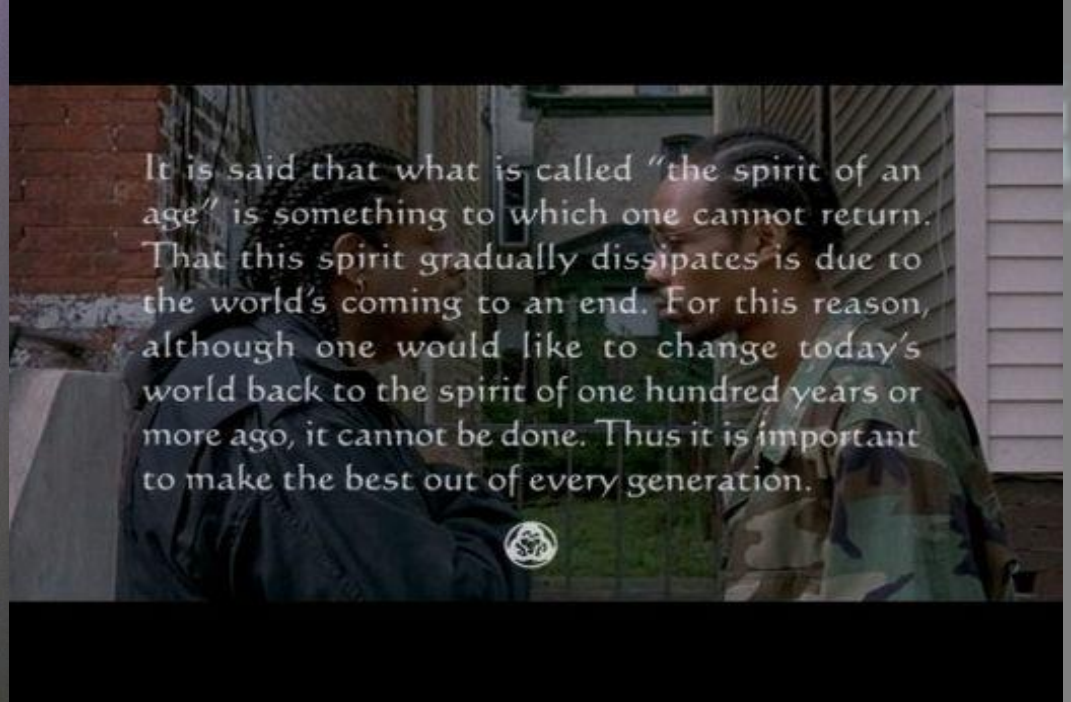 It is said that what is called "the spirit of an
age" is something to which one cannot return.
That this spirit gradually dissipates is due to
the world's coming to an end. For this reason,
although one would like to change today's
world back to the spirit of one hundred years or
more ago, it cannot be done. Thus it is important
to make the best out of every generation.